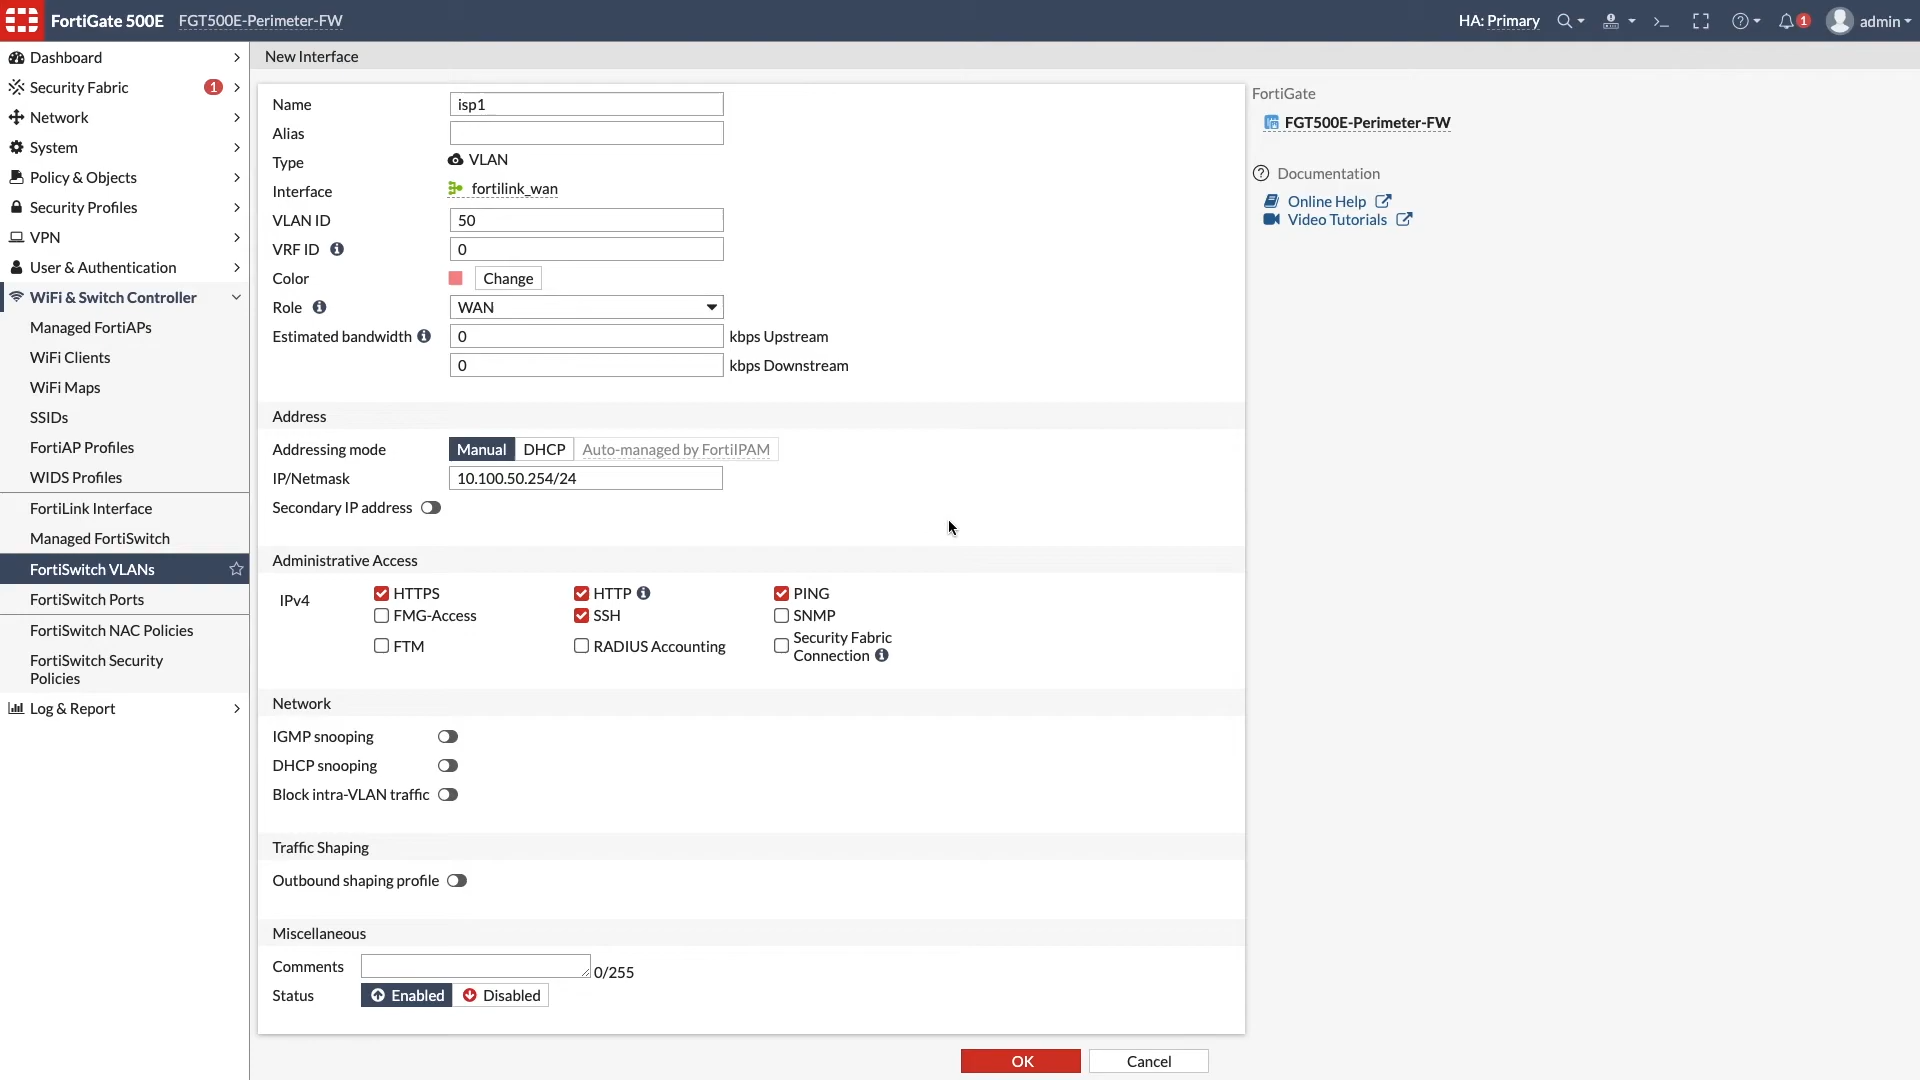 FortiGate 500E FGT500E-Perimeter-FW HA: Primary 1 admin
Dashboard
Security Fabric 1
Network
System
Policy & Objects
Security Profiles
VPN
User & Authentication
WiFi & Switch Controller
Managed FortiAPs
WiFi Clients
WiFi Maps
SSIDs
FortiAP Profiles
WIDS Profiles
FortiLink Interface
Managed FortiSwitch
FortiSwitch VLANs
FortiSwitch Ports
FortiSwitch NAC Policies
FortiSwitch Security
Policies
Log & Report
New Interface
Name isp1
Alias
Type VLAN
Interface fortilink_wan
VLAN ID 50
VRF ID 0
Color Change
Role WAN
Estimated bandwidth 0 kbps Upstream
0 kbps Downstream
Address
Addressing mode Manual DHCP Auto-managed by FortiIPAM
IP/Netmask 10.100.50.254/24
Secondary IP address
Administrative Access
IPv4 HTTPS HTTP PING
FMG-Access SSH SNMP
FTM RADIUS Accounting Security Fabric
Connection
Network
IGMP snooping
DHCP snooping
Block intra-VLAN traffic
Traffic Shaping
Outbound shaping profile
Miscellaneous
Comments 0/255
Status Enabled Disabled
OK Cancel
FortiGate
FGT500E-Perimeter-FW
Documentation
Online Help
Video Tutorials